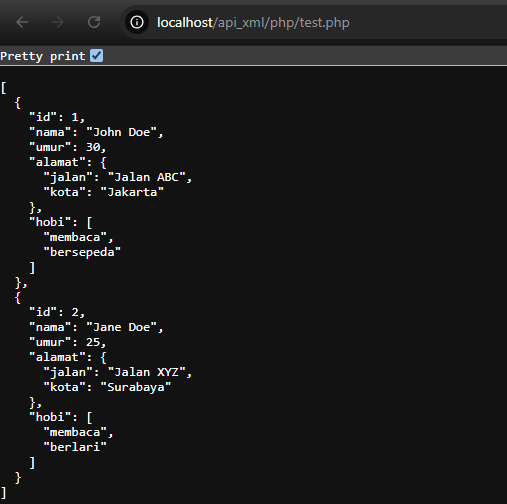 localhost/api_xml/php/test.php
Pretty print
[
  {
    "id": 1,
    "nama": "John Doe",
    "umur": 30,
    "alamat": {
      "jalan": "Jalan ABC",
      "kota": "Jakarta"
    },
    "hobi": [
      "membaca",
      "bersepeda"
    ]
  },
  {
    "id": 2,
    "nama": "Jane Doe",
    "umur": 25,
    "alamat": {
      "jalan": "Jalan XYZ",
      "kota": "Surabaya"
    },
    "hobi": [
      "membaca",
      "berlari"
    ]
  }
]